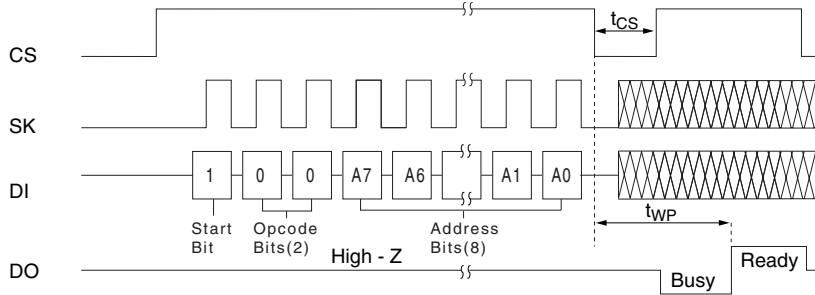 CS
tCS
SK
DI
1 0 0 A7 A6 A1 A0
Start Bit
Opcode Bits(2)
Address Bits(8)
tWP
DO
High - Z
Busy
Ready